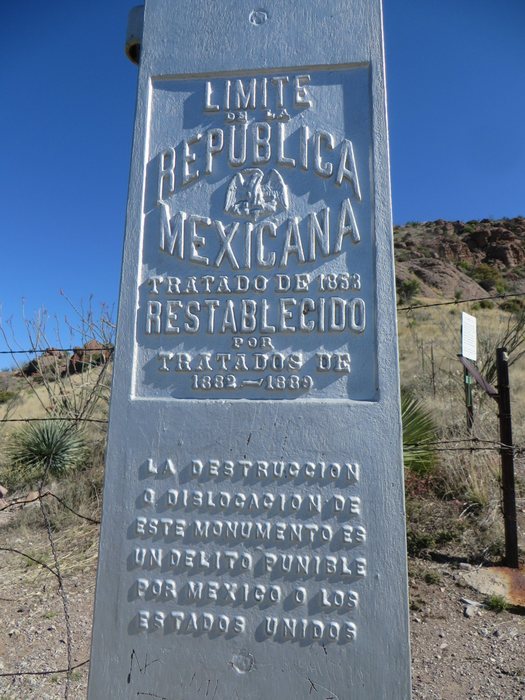 LIMITE
DE LA
REPUBLICA
MEXICANA
TRATADO DE 1853
RESTABLECIDO
POR
TRATADOS DE
1882—1889
LA DESTRUCCION
O DISLOCACION DE
ESTE MONUMENTO ES
UN DELITO PUNIBLE
POR MEXICO O LOS
ESTADOS UNIDOS